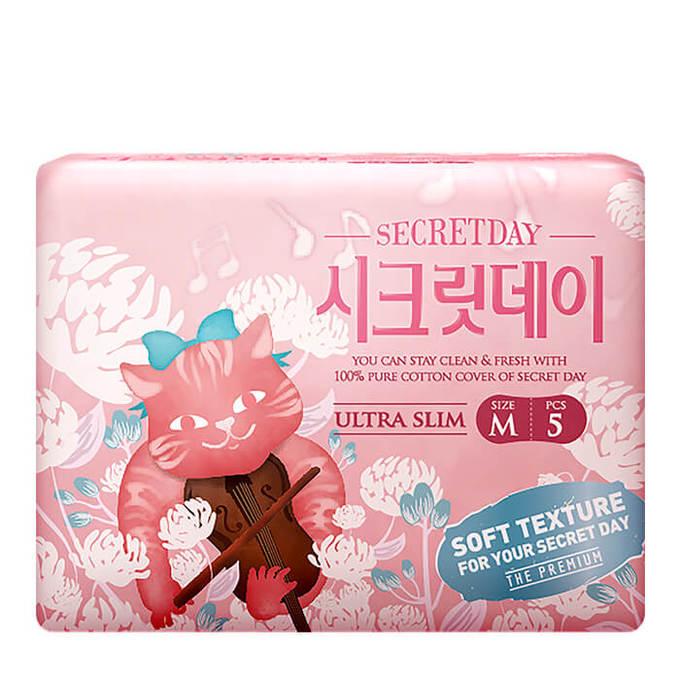 SECRETDAY
시크릿데이
YOU CAN STAY CLEAN & FRESH WITH
100% PURE COTTON COVER OF SECRET DAY
ULTRA SLIM
SIZE
M
PCS
5
SOFT TEXTURE
FOR YOUR SECRET DAY
THE PREMIUM